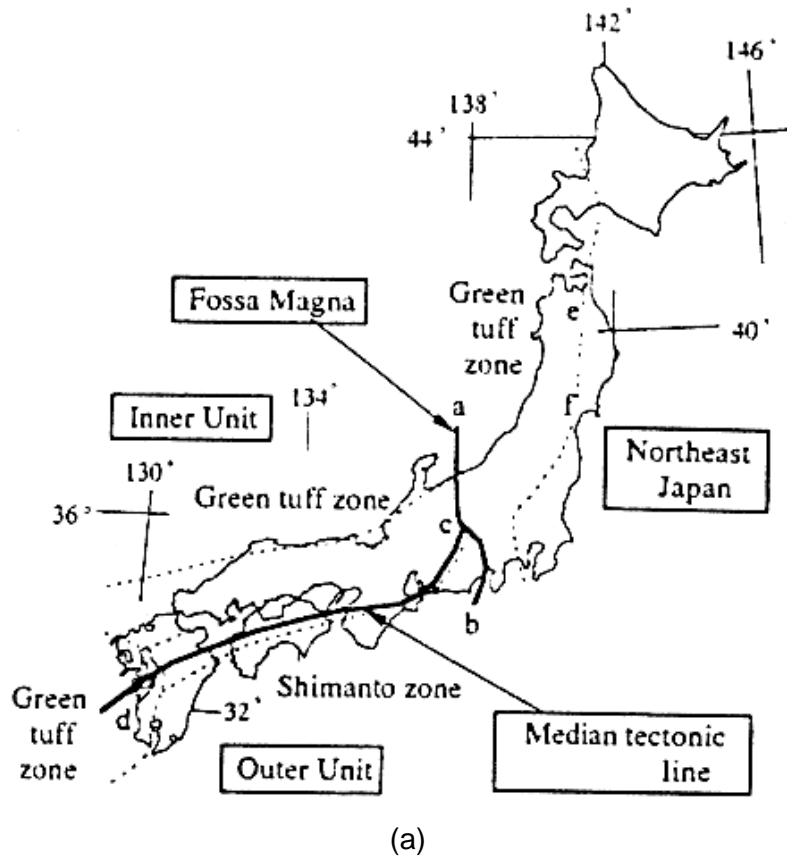 142°
146°
138°
44°
Fossa Magna
Green
tuff
zone
e
40°
134°
a
f
Inner Unit
Northeast
Japan
130°
Green tuff zone
36°
c
b
Shimanto zone
32°
Green
tuff
zone
d
Median tectonic
line
Outer Unit
(a)